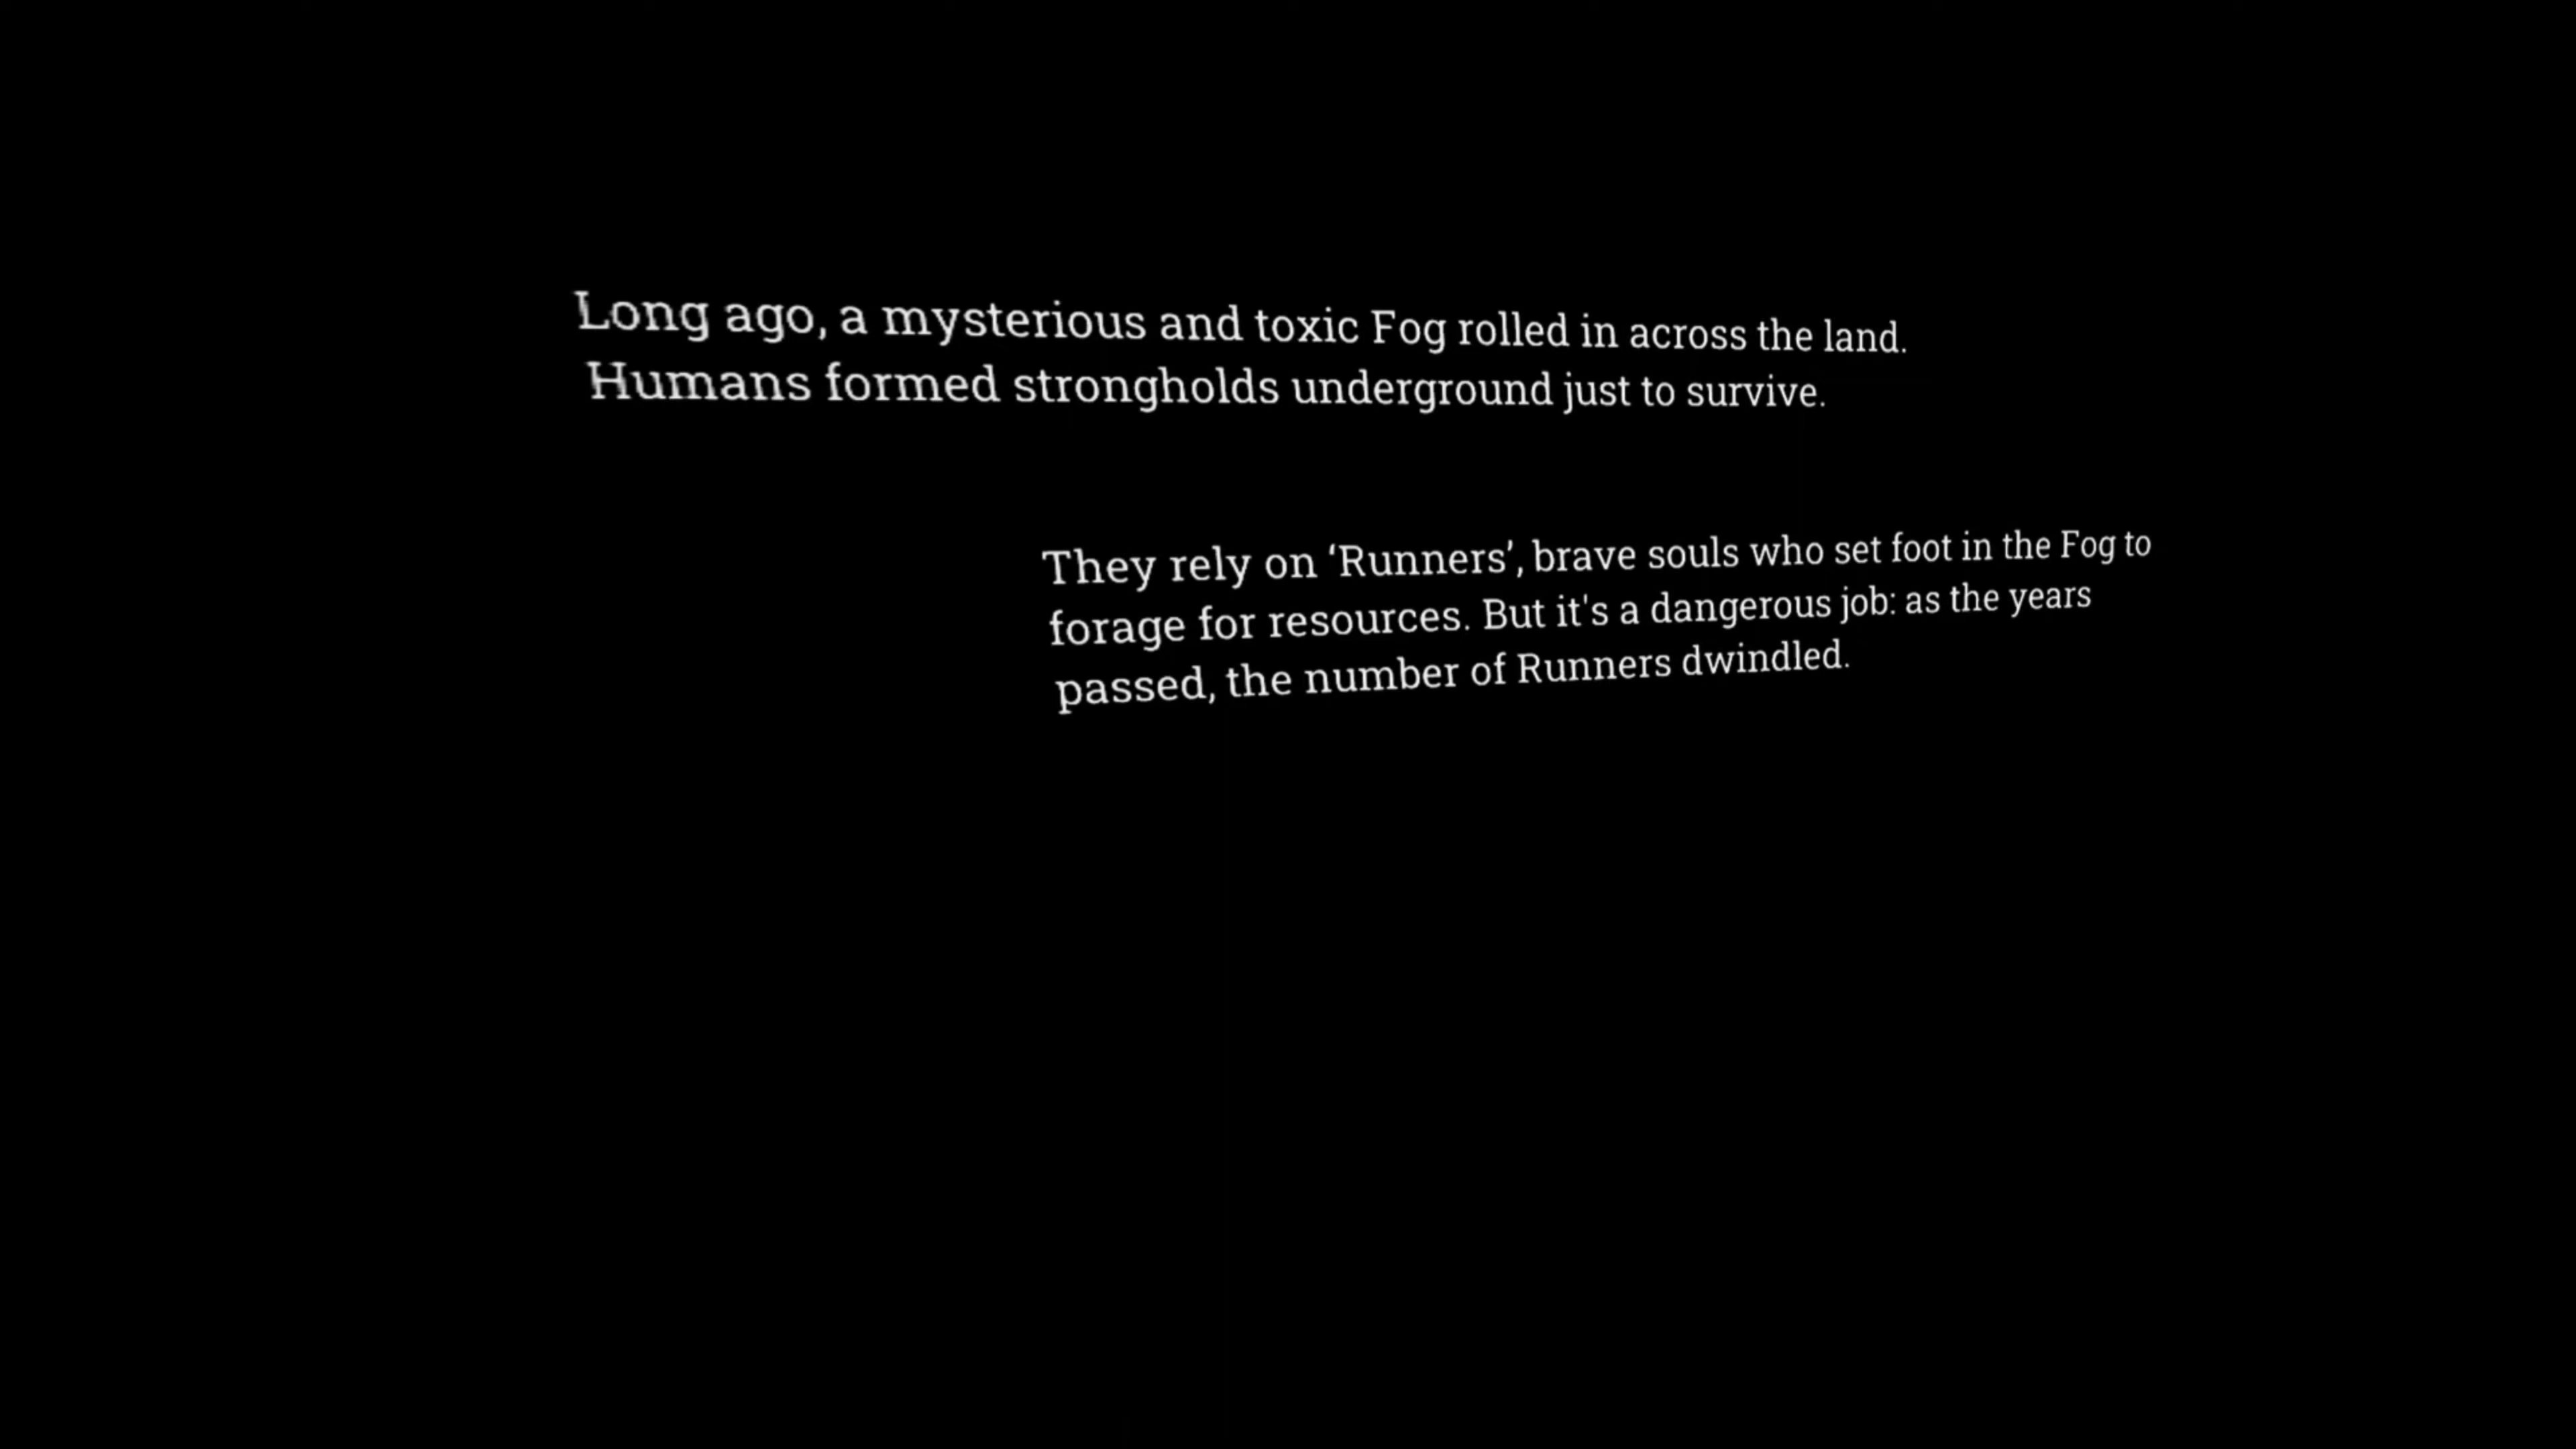 Long ago, a mysterious and toxic Fog rolled in across the land.
Humans formed strongholds underground just to survive.
They rely on ‘Runners’, brave souls who set foot in the Fog to
forage for resources. But it's a dangerous job: as the years
passed, the number of Runners dwindled.